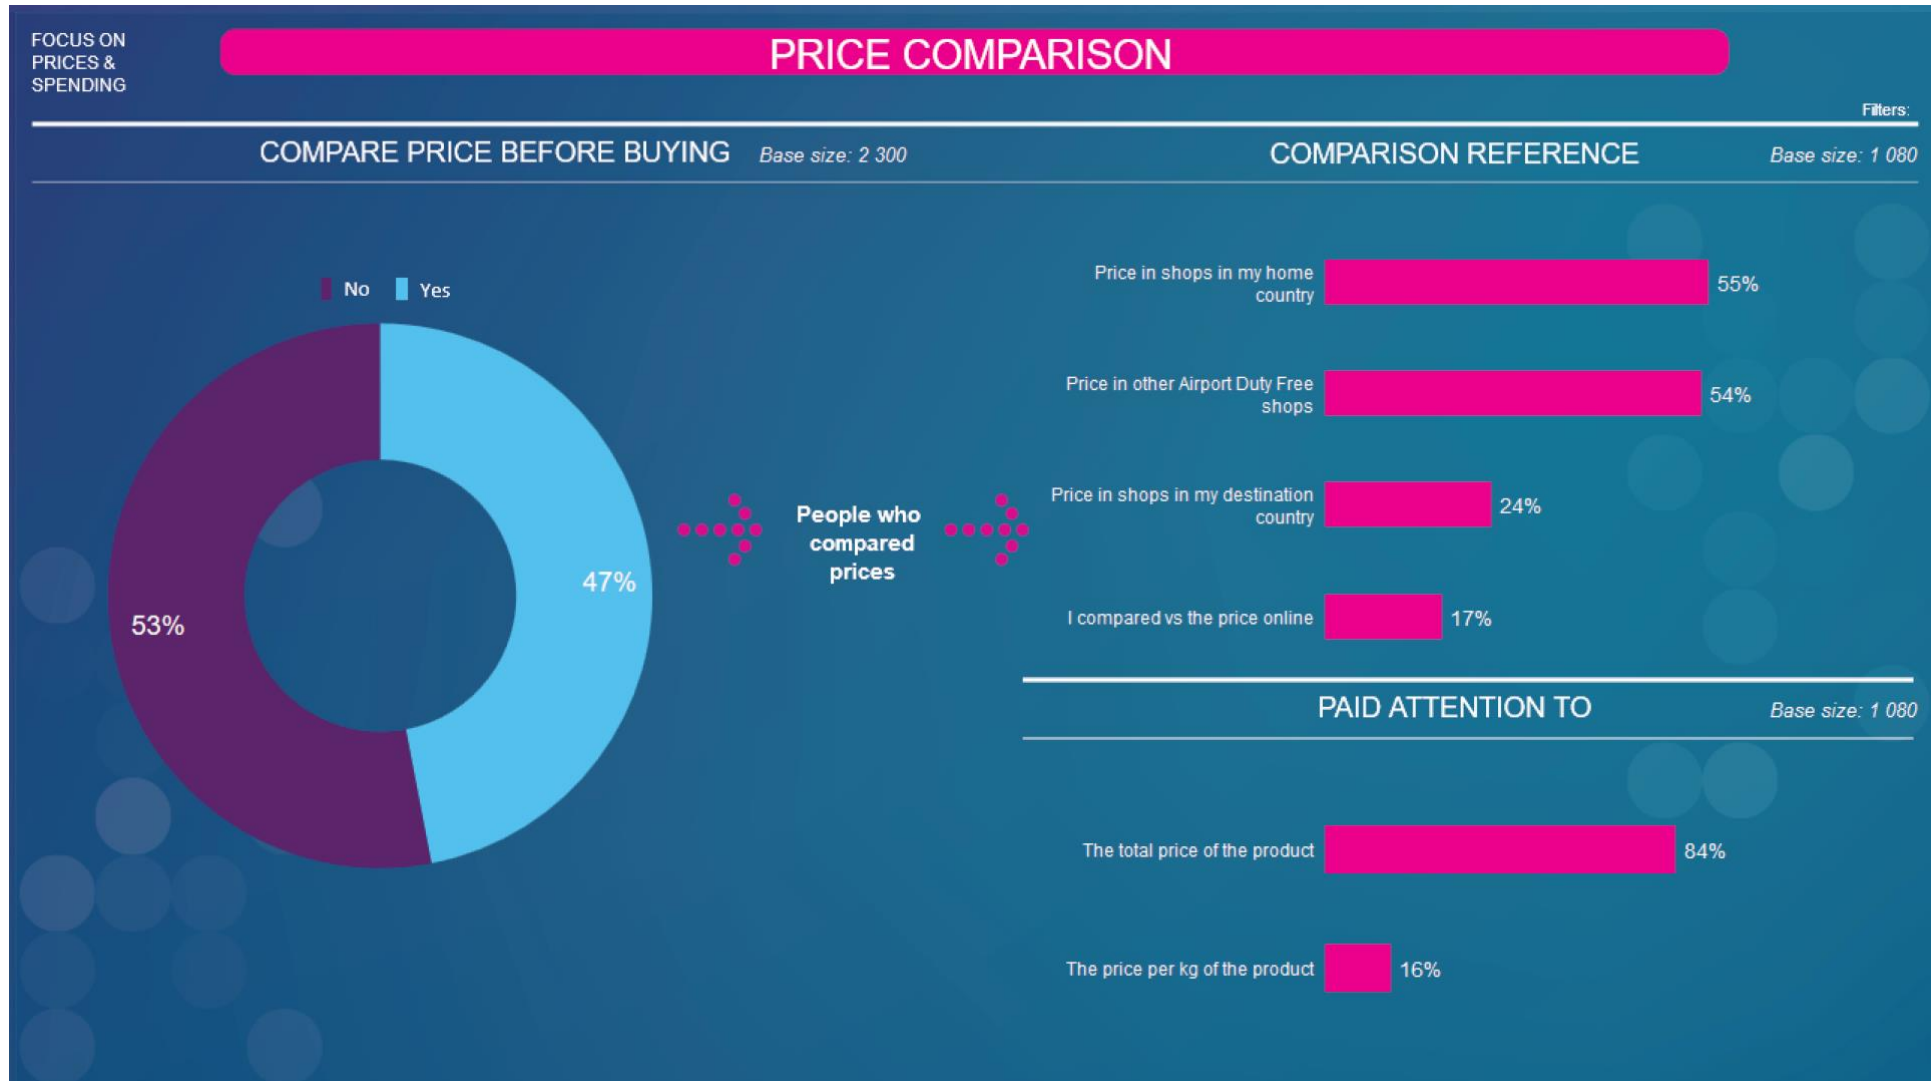 FOCUS ON
PRICES &
SPENDING
PRICE COMPARISON
Filters:
COMPARE PRICE BEFORE BUYING Base size: 2 300
No Yes
53%
47%
People who
compared
prices
COMPARISON REFERENCE Base size: 1 080
Price in shops in my home
country
55%
Price in other Airport Duty Free
shops
54%
Price in shops in my destination
country
24%
I compared vs the price online 17%
PAID ATTENTION TO Base size: 1 080
The total price of the product 84%
The price per kg of the product 16%